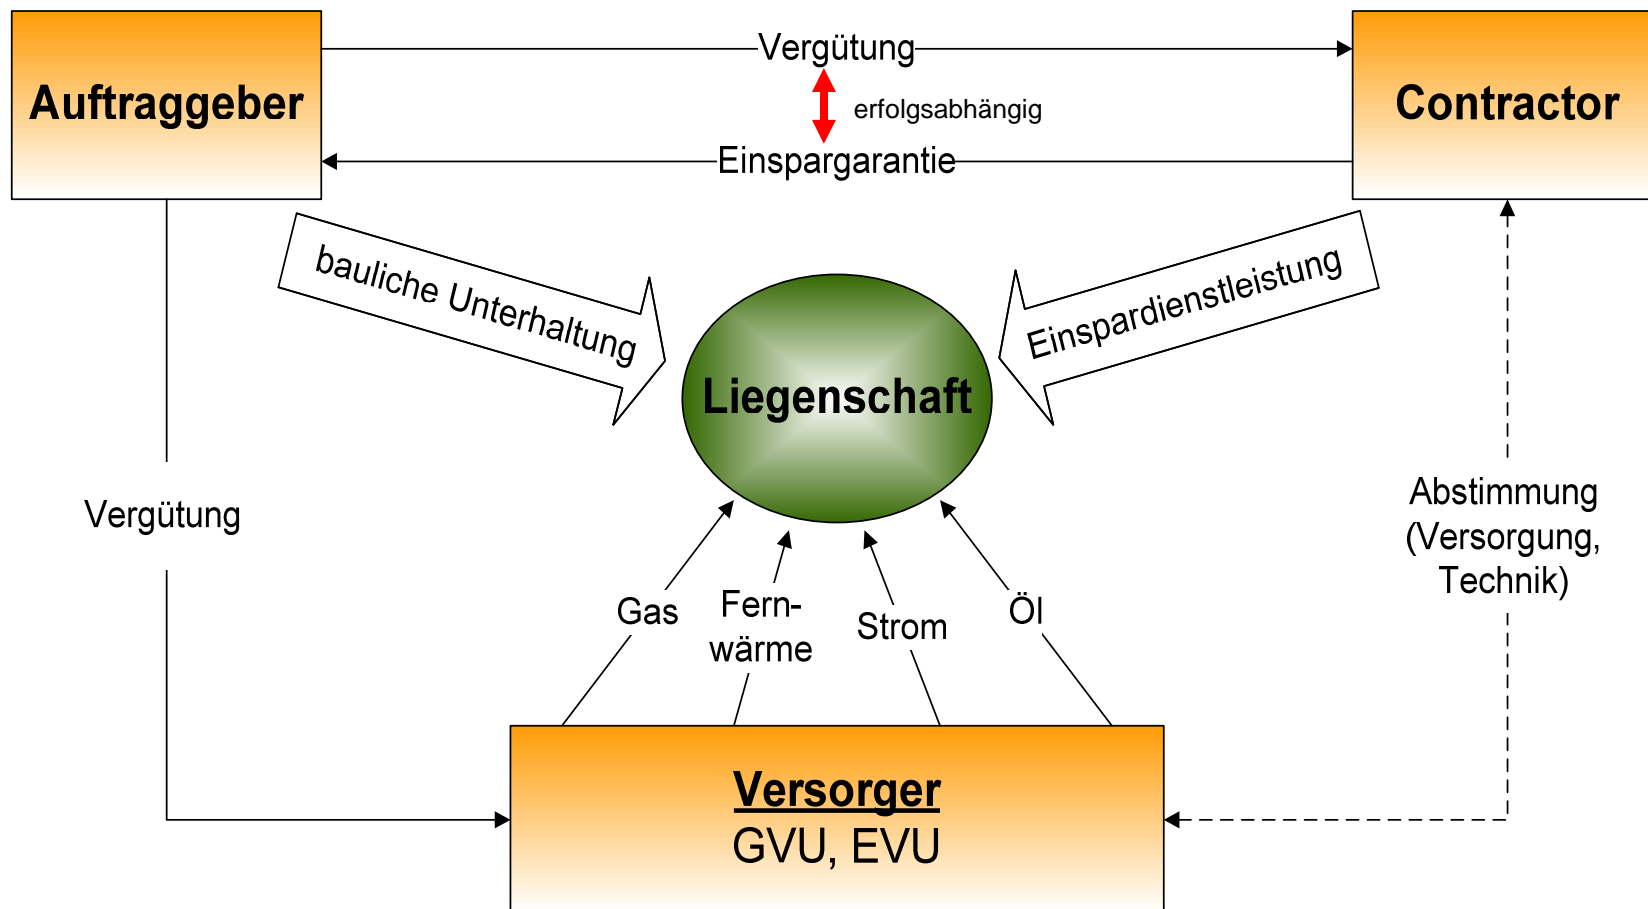 Vergütung
Auftraggeber
erfolgsabhängig
Contractor
Einspargarantie
bauliche Unterhaltung
Einspardienstleistung
Liegenschaft
Vergütung
Abstimmung
(Versorgung,
Technik)
Gas
Fern-
wärme
Strom
Öl
Versorger
GVU, EVU